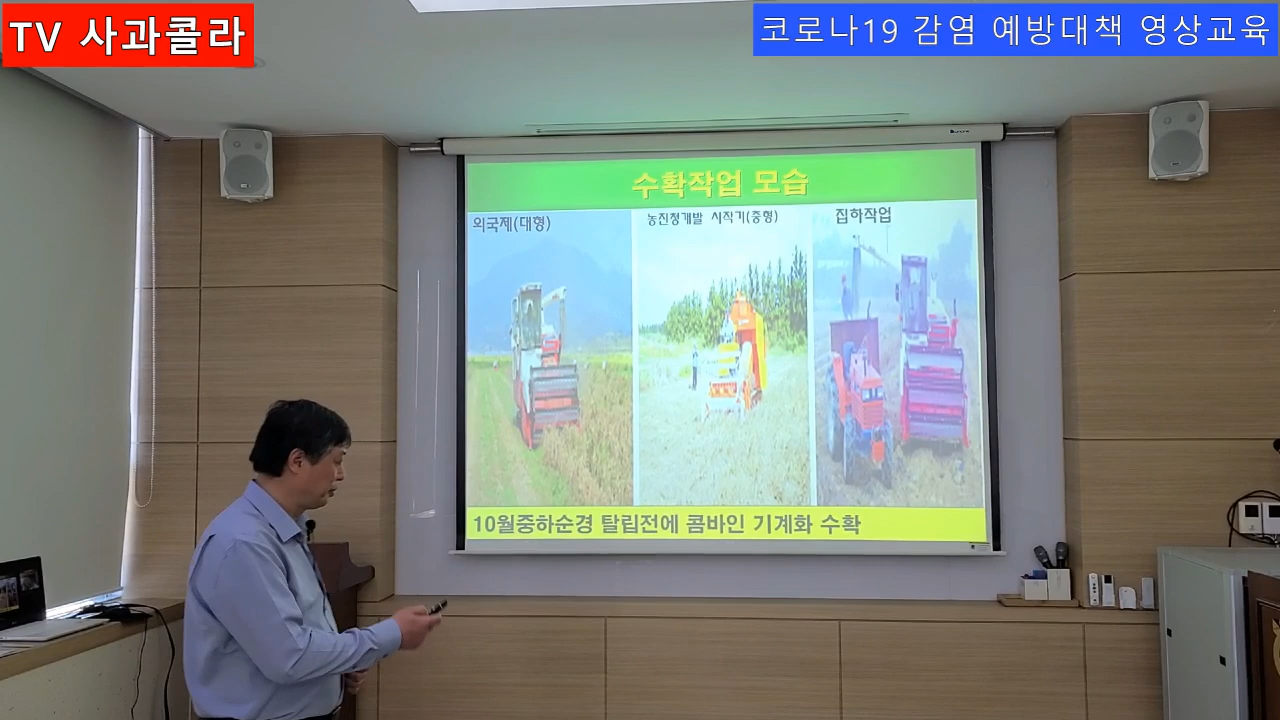 TV 사과콜라
코로나19 감염 예방대책 영상교육
수확작업 모습
외국제(대형)
농진청개발 시작기(중형)
집하작업
10월중하순경 탈립전에 콤바인 기계화 수확